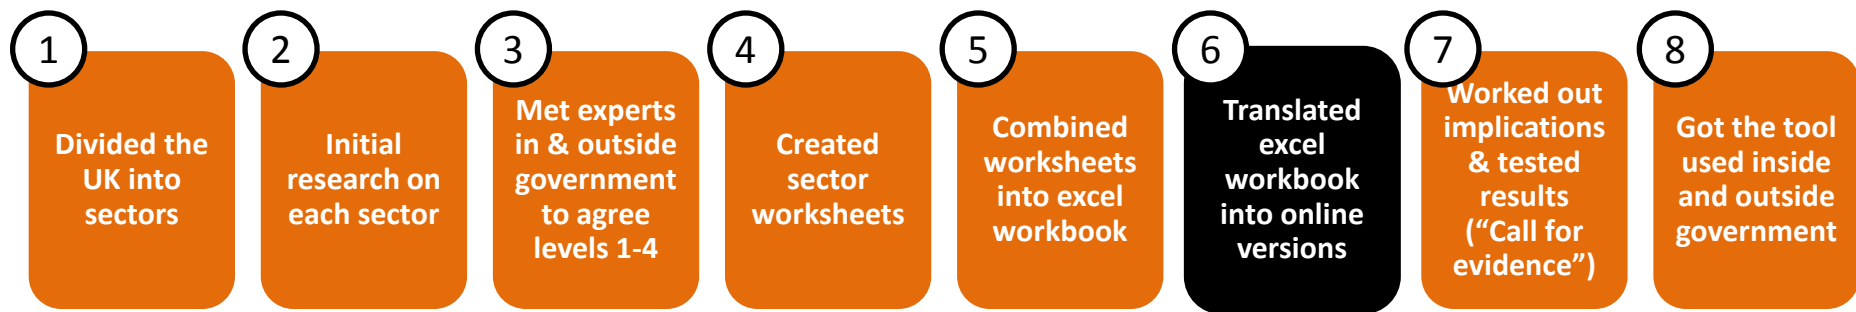 1
Divided the
UK into
sectors
2
Initial
research on
each sector
3
Met experts
in & outside
government
to agree
levels 1-4
4
Created
sector
worksheets
5
Combined
worksheets
into excel
workbook
6
Translated
excel
workbook
into online
versions
7
Worked out
implications
& tested
results
(“Call for
evidence”)
8
Got the tool
used inside
and outside
government